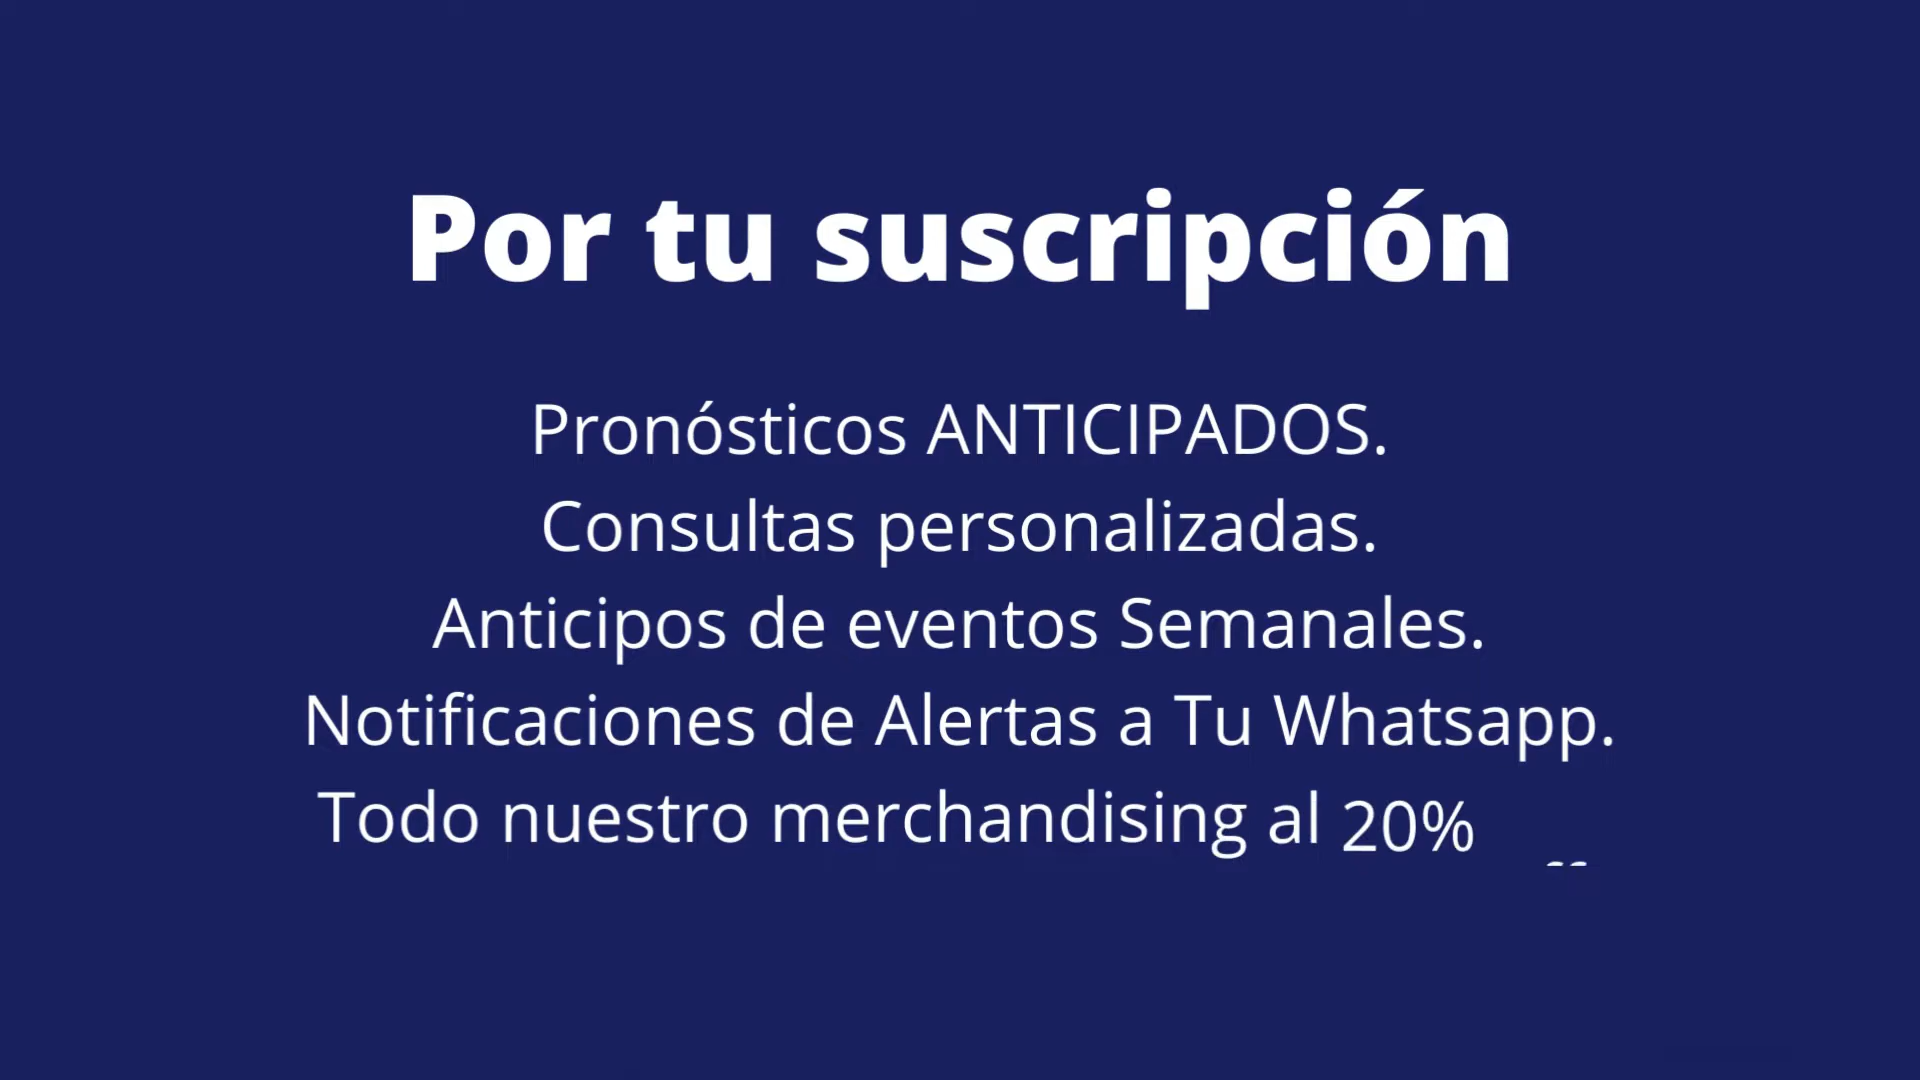 Por tu suscripción
Pronósticos ANTICIPADOS.
Consultas personalizadas.
Anticipos de eventos Semanales.
Notificaciones de Alertas a Tu Whatsapp.
Todo nuestro merchandising al 20%